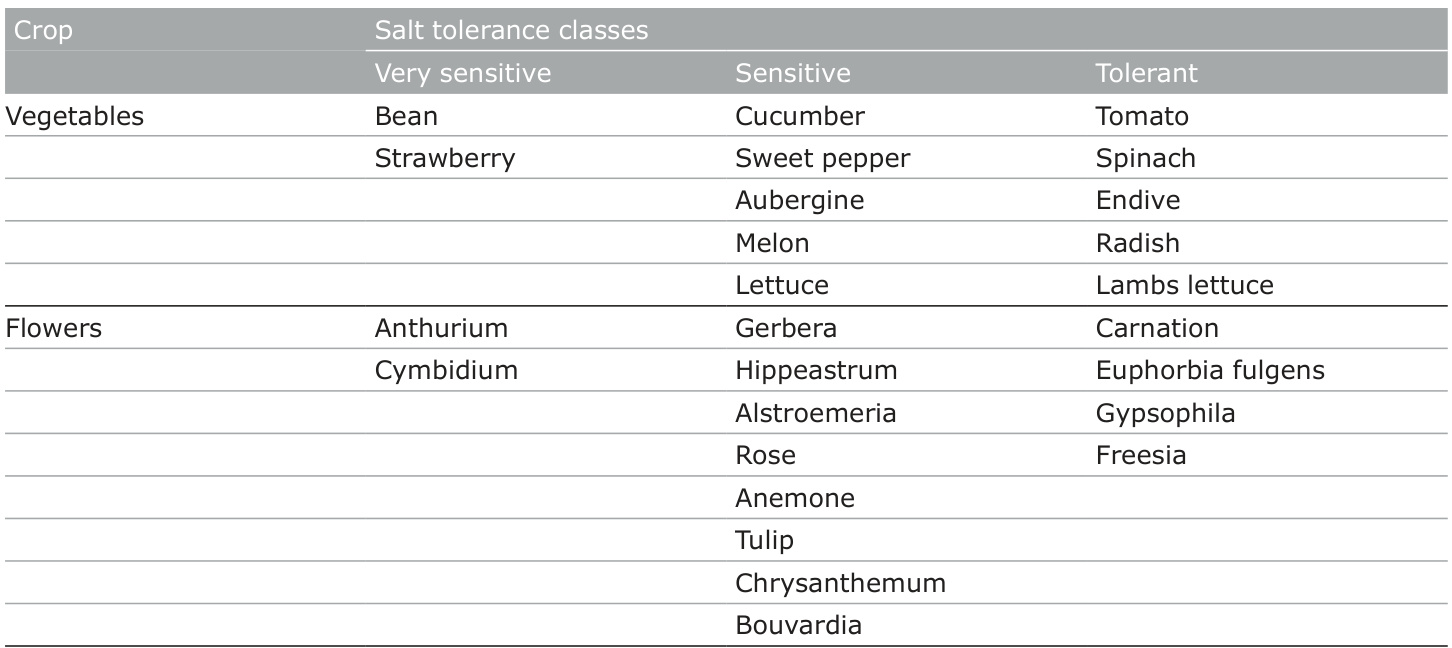 Crop Salt tolerance classes
Very sensitive Sensitive Tolerant
Vegetables Bean Cucumber Tomato
Strawberry Sweet pepper Spinach
Aubergine Endive
Melon Radish
Lettuce Lambs lettuce
Flowers Anthurium Gerbera Carnation
Cymbidium Hippeastrum Euphorbia fulgens
Alstroemeria Gypsophila
Rose Freesia
Anemone
Tulip
Chrysanthemum
Bouvardia